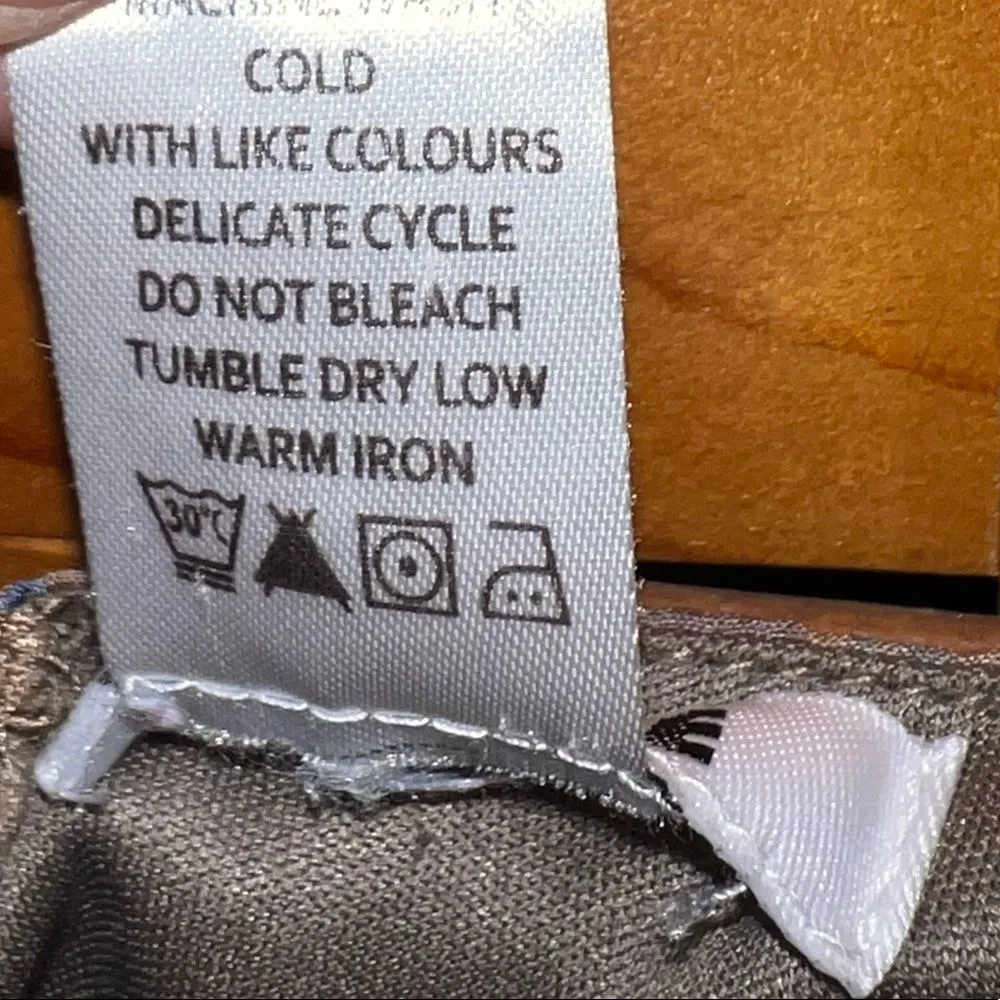 COLD
WITH LIKE COLOURS
DELICATE CYCLE
DO NOT BLEACH
TUMBLE DRY LOW
WARM IRON
30°C